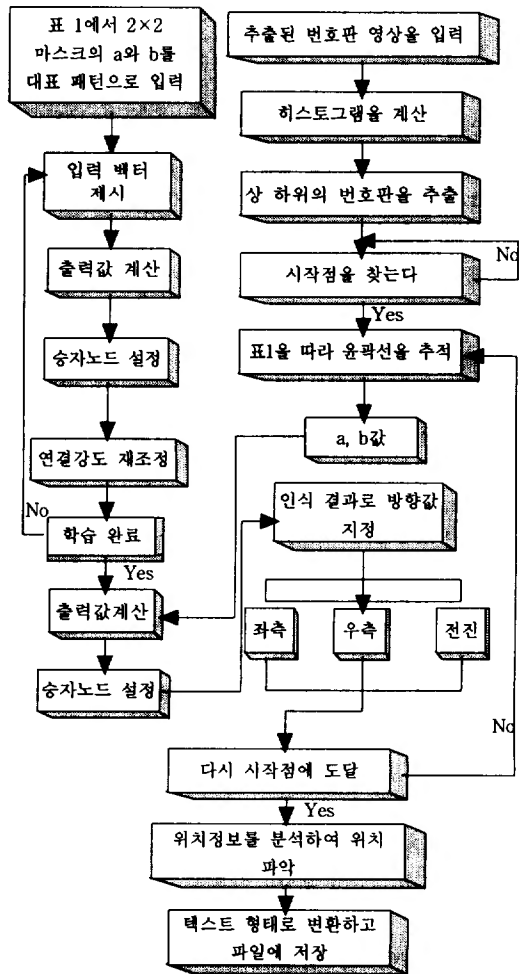 표 1에서 2×2
마스크의 a와 b를
대표 패턴으로 입력
입력 벡터
제시
출력값 계산
승자노드 설정
연결강도 재조정
No
학습 완료
Yes
출력값계산
승자노드 설정
추출된 번호판 영상을 입력
히스토그램을 계산
상 하위의 번호판을 추출
No
시작점을 찾는다
Yes
표1을 따라 윤곽선을 추적
a, b값
인식 결과로 방향값
지정
좌측
우측
전진
No
다시 시작점에 도달
Yes
위치정보를 분석하여 위치
파악
텍스트 형태로 변환하고
파일에 저장